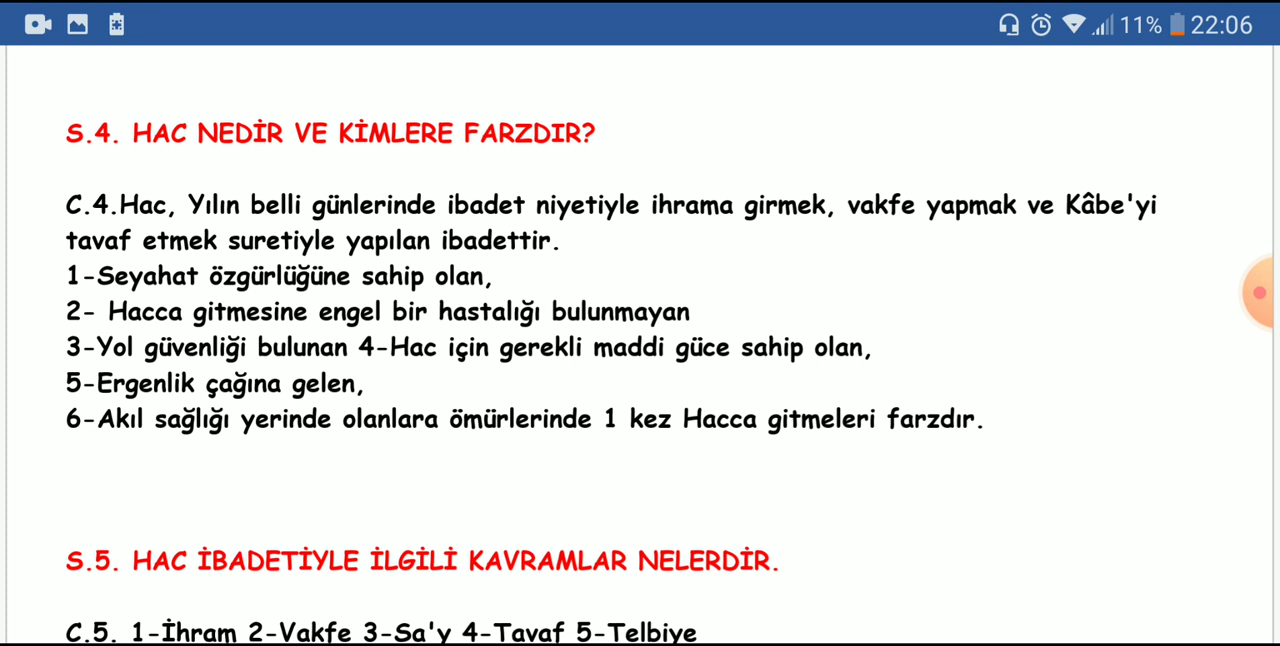 11% 22:06
S.4. HAC NEDİR VE KİMLERE FARZDIR?
C.4.Hac, Yılın belli günlerinde ibadet niyetiyle ihrama girmek, vakfe yapmak ve Kâbe'yi
tavaf etmek suretiyle yapılan ibadettir.
1-Seyahat özgürlüğüne sahip olan,
2- Hacca gitmesine engel bir hastalığı bulunmayan
3-Yol güvenliği bulunan 4-Hac için gerekli maddi güce sahip olan,
5-Ergenlik çağına gelen,
6-Akıl sağlığı yerinde olanlara ömürlerinde 1 kez Hacca gitmeleri farzdır.
S.5. HAC İBADETİYLE İLGİLİ KAVRAMLAR NELERDİR.
C.5. 1-İhram 2-Vakfe 3-Sa'y 4-Tavaf 5-Telbiye